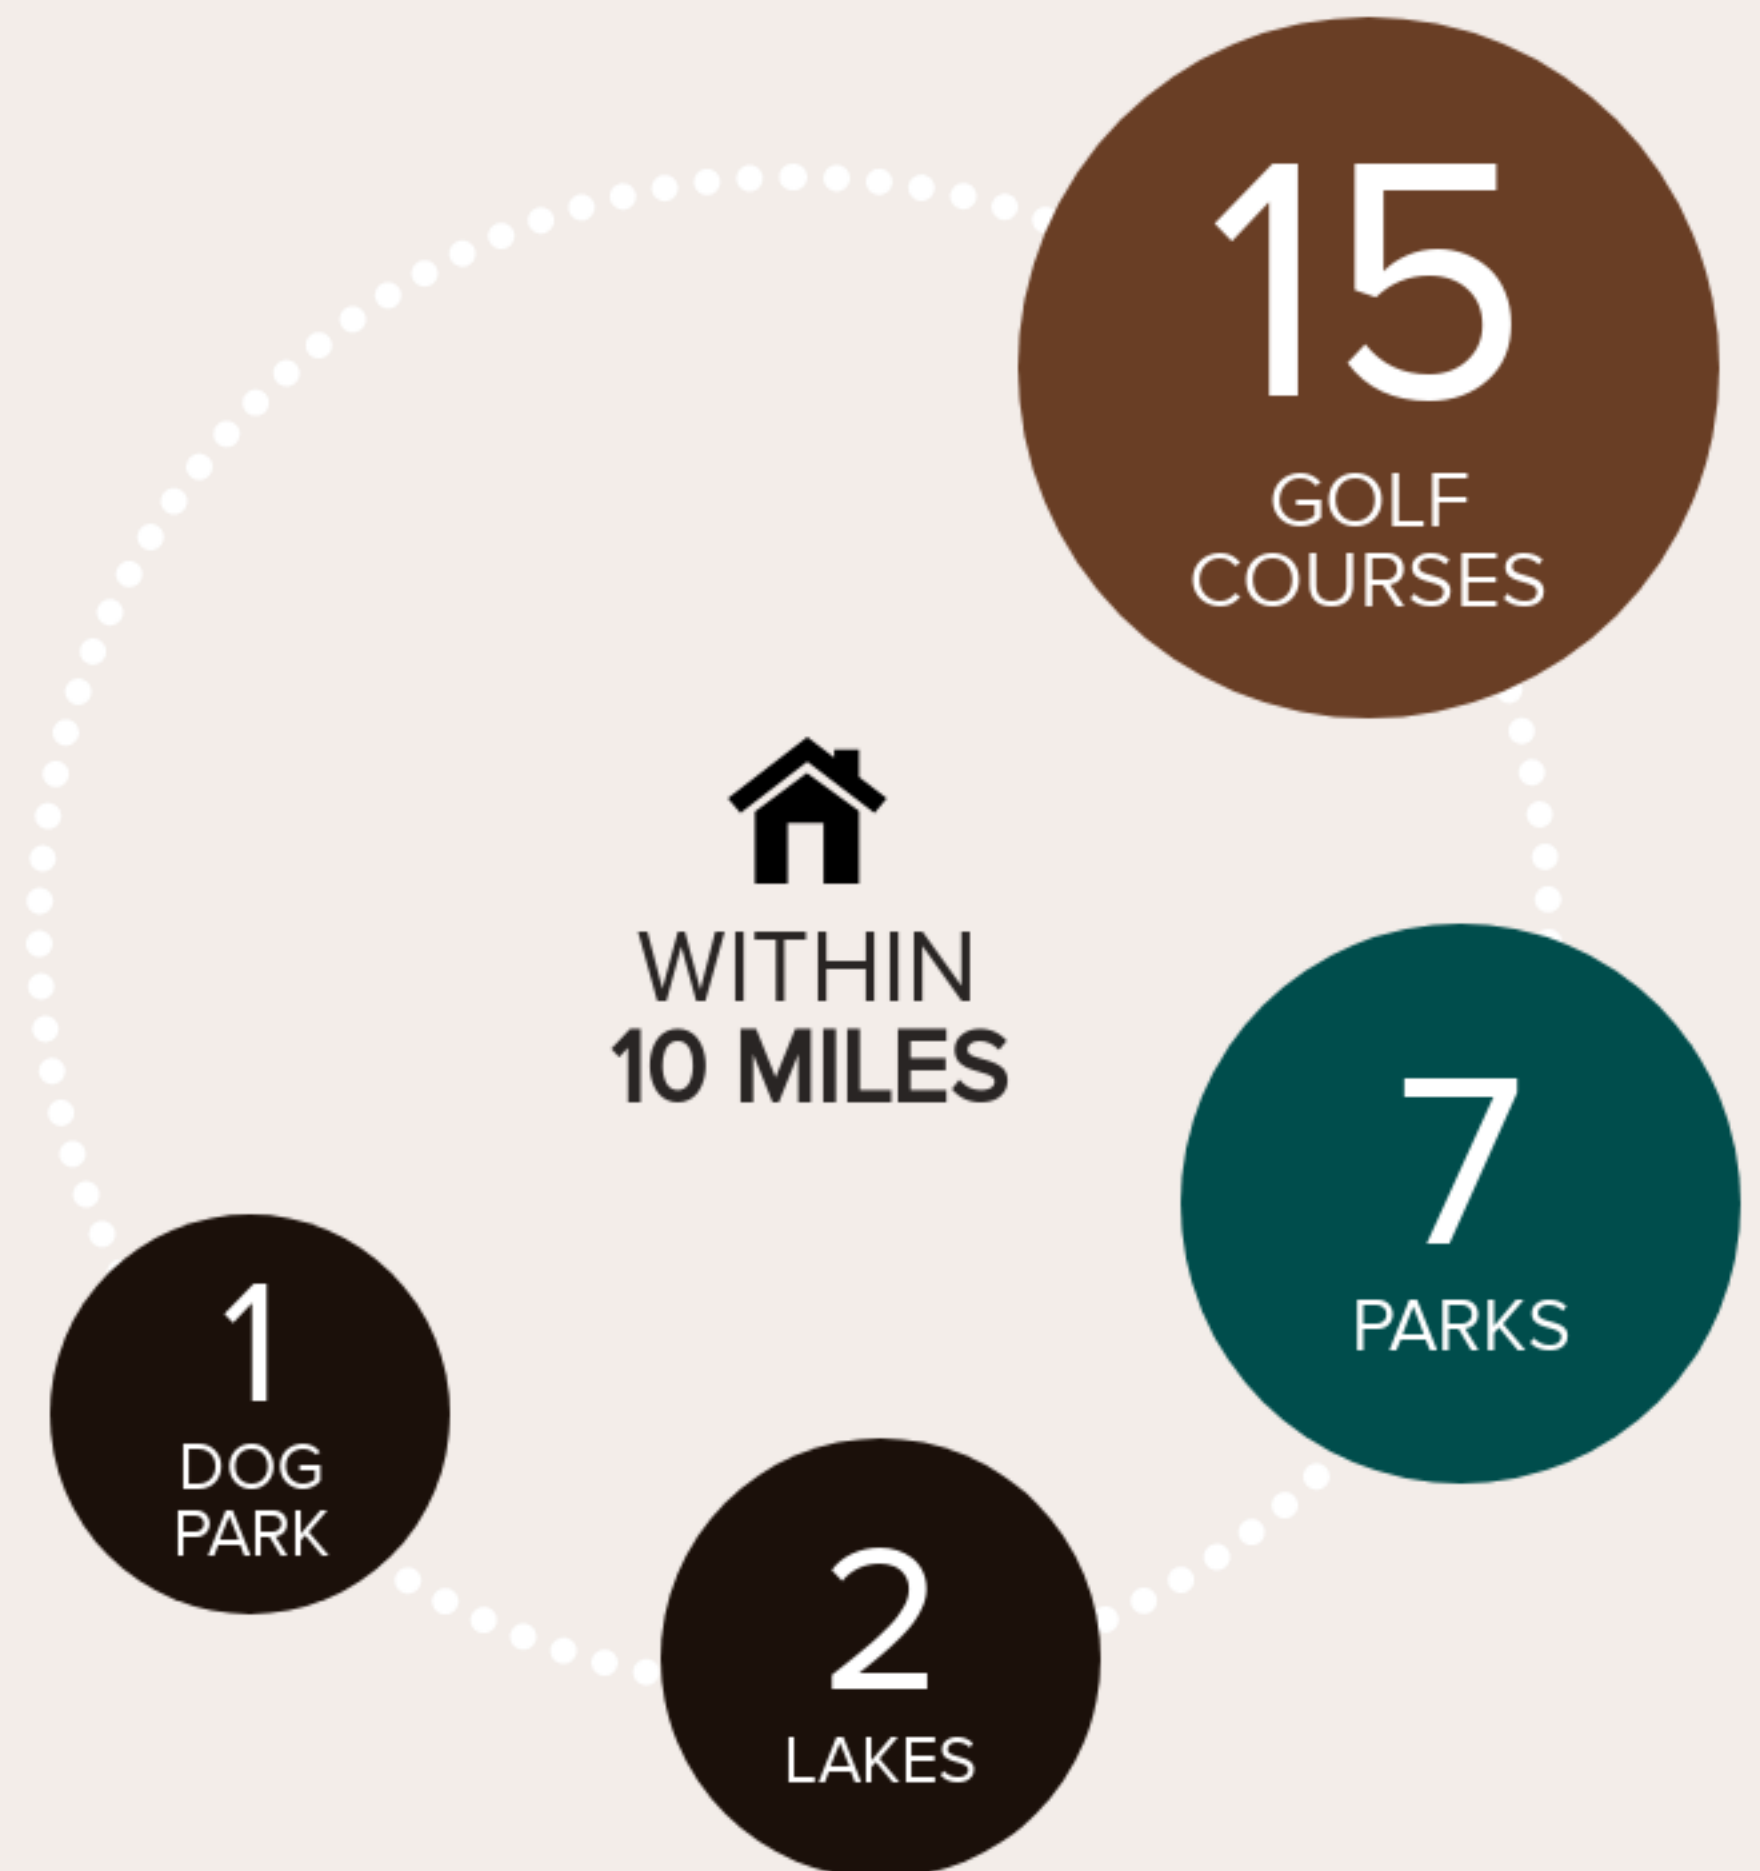 15
GOLF
COURSES
WITHIN
10 MILES
7
PARKS
1
DOG
PARK
2
LAKES